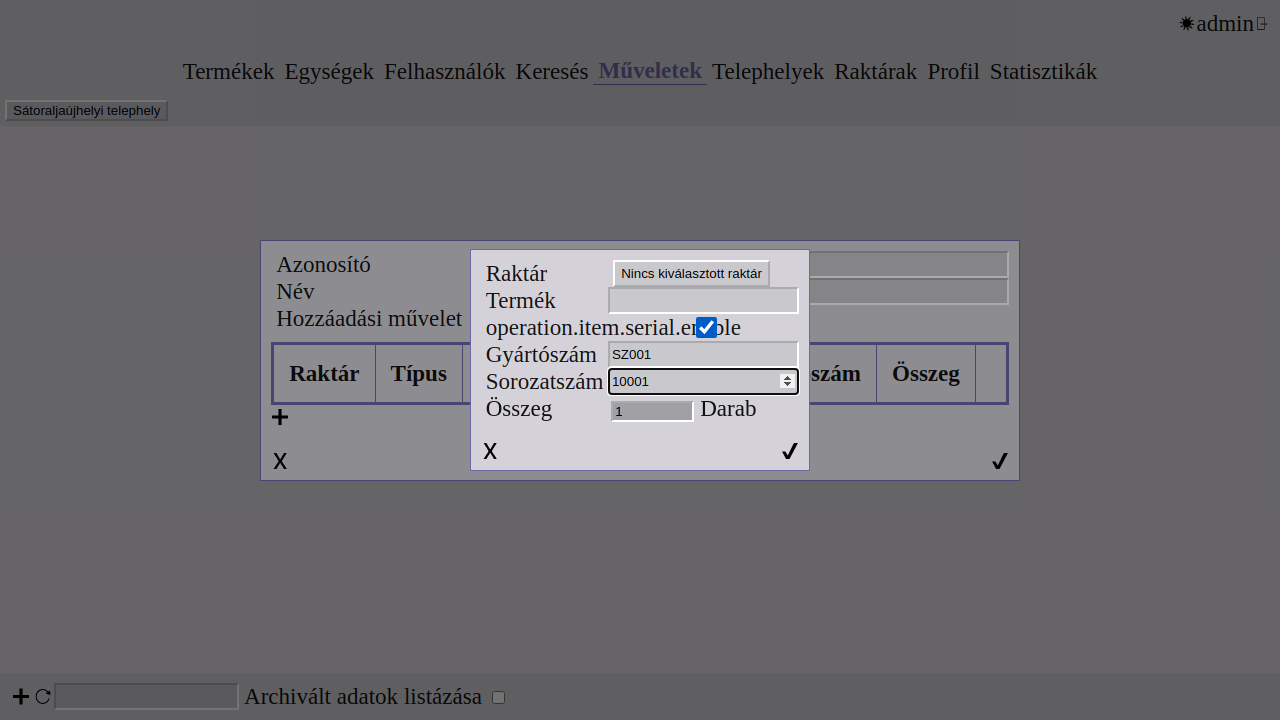 admin
Termékek Egységek Felhasználók Keresés Műveletek Telephelyek Raktárak Profil Statisztikák
Sátoraljaújhelyi telephely
Azonosító
Név
Hozzáadási művelet
Raktár Típus szám Összeg
Raktár Nincs kiválasztott raktár
Termék
operation.item.serial.en ble
Gyártószám SZ001
Sorozatszám 10001
Összeg 1 Darab
X
X
Archivált adatok listázása